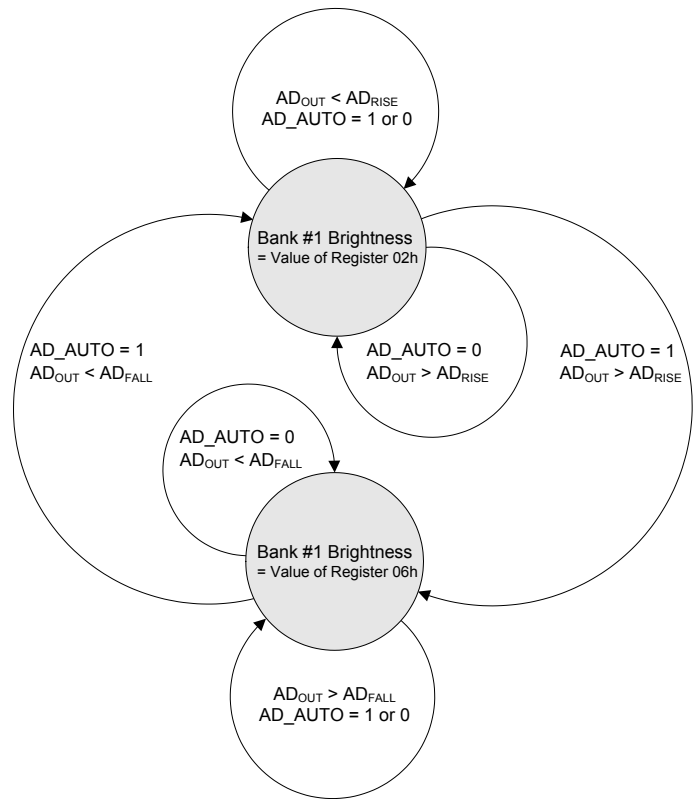 AD_OUT < AD_RISE
AD_AUTO = 1 or 0
Bank #1 Brightness
= Value of Register 02h
AD_AUTO = 1
AD_OUT < AD_FALL
AD_AUTO = 0
AD_OUT > AD_RISE
AD_AUTO = 1
AD_OUT > AD_RISE
AD_AUTO = 0
AD_OUT < AD_FALL
Bank #1 Brightness
= Value of Register 06h
AD_OUT > AD_FALL
AD_AUTO = 1 or 0